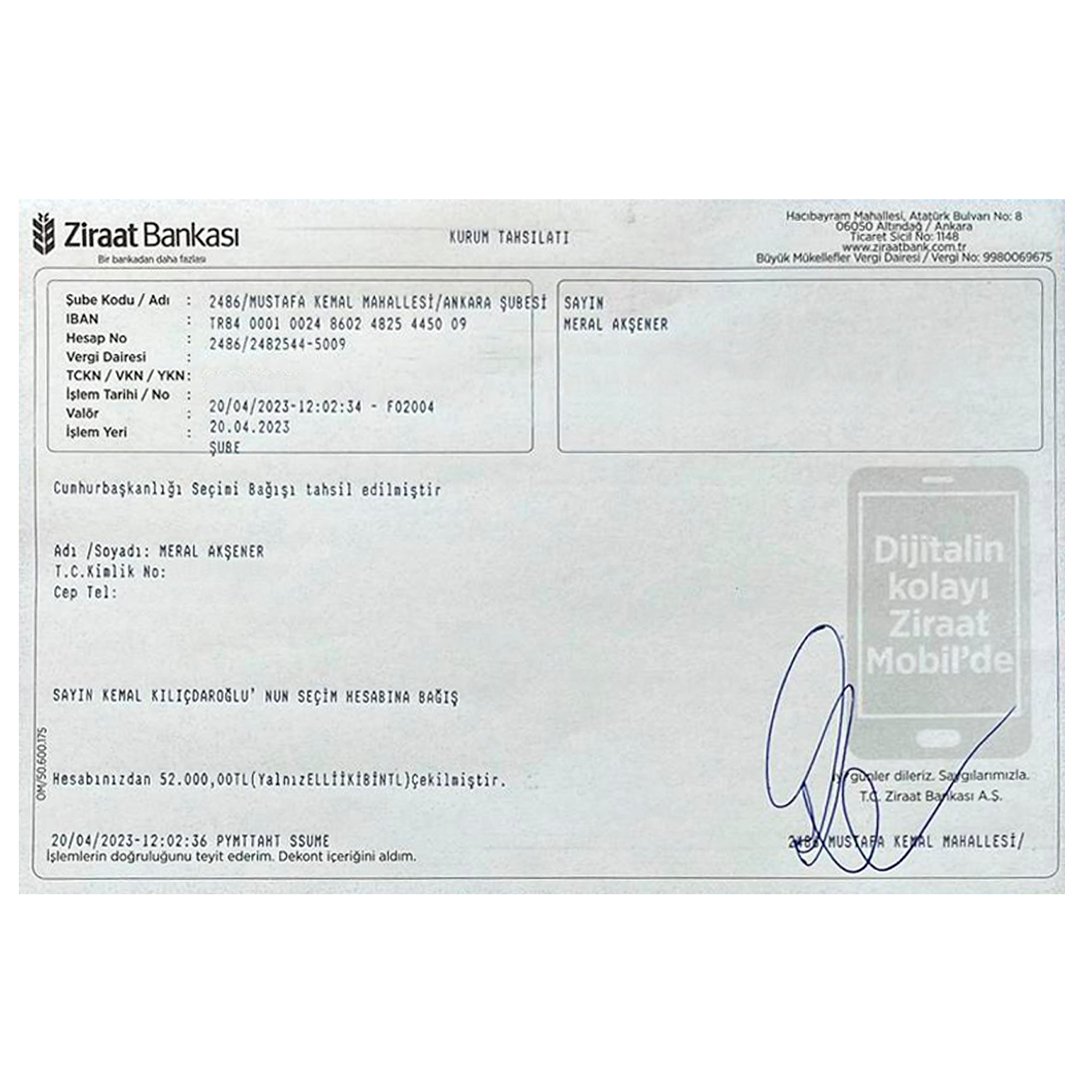 Ziraat Bankası
Bir bankadan daha fazlası
KURUM TAHSİLATI
Hacıbayram Mahallesi, Atatürk Bulvarı No: 8
06050 Altındağ / Ankara
Ticaret Sicil No: 1148
www.ziraatbank.com.tr
Büyük Mükellefler Vergi Dairesi / Vergi No: 9980069675
Şube Kodu / Adı : 2486/MUSTAFA KEMAL MAHALLESİ/ANKARA ŞUBESİ
IBAN : TR84 0001 0024 8602 4825 4450 09
Hesap No : 2486/2482544-5009
Vergi Dairesi :
TCKN / VKN / YKN:
İşlem Tarihi / No : 20/04/2023-12:02:34 - F02004
Valör : 20.04.2023
İşlem Yeri : ŞUBE
SAYIN
MERAL AKŞENER
Cumhurbaşkanlığı Seçimi Bağışı tahsil edilmiştir
Adı /Soyadı: MERAL AKŞENER
T.C.Kimlik No:
Cep Tel:
Dijitalin
kolayı
Ziraat
Mobil'de
SAYIN KEMAL KILIÇDAROĞLU' NUN SEÇİM HESABINA BAĞIŞ
OM/50.600.175
Hesabınızdan 52.000,00TL(YalnızELLİİKİBİNTL)Çekilmiştir.
günler dileriz. Saygılarımızla.
T.C. Ziraat Bankası A.Ş.
20/04/2023-12:02:36 PYMTTAHT SSUME
2486/MUSTAFA KEMAL MAHALLESİ/
İşlemlerin doğruluğunu teyit ederim. Dekont içeriğini aldım.